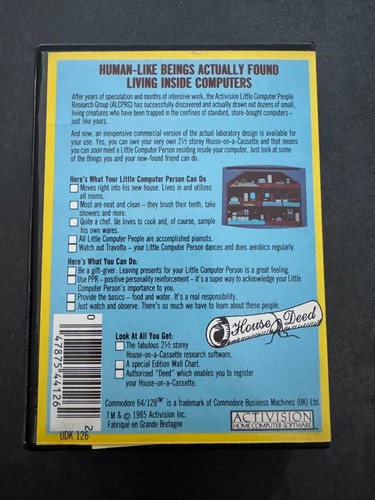 HUMAN-LIKE BEINGS ACTUALLY FOUND
LIVING INSIDE COMPUTERS
After years of speculation and months of intensive work, the Activision Little Computer People
Research Group (ALCPRG) has successfully discovered and actually drawn out dozens of small,
living creatures who have been trapped in the confines of standard, store-bought computers –
just like yours.
And now, an inexpensive commercial version of the actual laboratory design is available for
your use. Yes, you can own your very own 2½ storey House-on-a-Cassette and that means
you can soon meet a Little Computer Person residing inside your computer. Just look at some
of the things you and your new-found friend can do.
Here's What Your Little Computer Person Can Do
Moves right into his new house. Lives in and utilizes
all rooms.
Most are neat and clean – they brush their teeth, take
showers and more.
Quite a chef. He loves to cook and, of course, sample
his own wares.
All Little Computer People are accomplished pianists.
Watch out Travolta – your Little Computer Person dances and does aerobics regularly.
Here's What You Can Do:
Be a gift-giver. Leaving presents for your Little Computer Person is a great feeling.
Use PPR – positive personality reinforcement – it's a super way to acknowledge your Little
Computer Person's importance to you.
Provide the basics – food and water. It's a real responsibility.
Just watch and observe. There's so much we have to learn about these people.
House Deed
Look At All You Get:
The fabulous 2½ storey
House-on-a-Cassette research software.
A special Edition Wall Chart.
Authorised "Deed" which enables you to register
your House-on-a-Cassette.
0 47875 44126 2
UDK 126
Commodore 64/128™ is a trademark of Commodore Business Machines (UK) Ltd.
TM & © 1985 Activision Inc.
Fabriqué en Grande Bretagne
ACTIVISION
HOME COMPUTER SOFTWARE